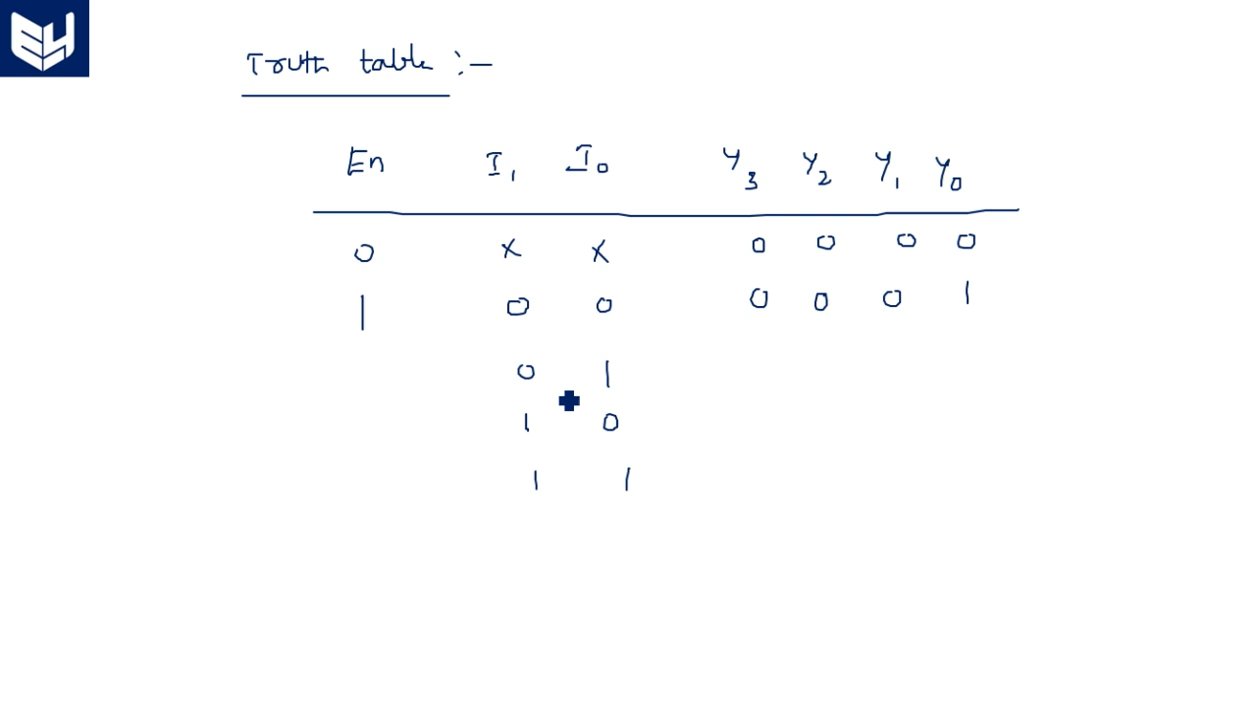 EEH
Truth table :-
En I₁ I₀ Y₃ Y₂ Y₁ Y₀
0 x x 0 0 0 0
1 0 0 0 0 0 1
0 1
1 0
1 1